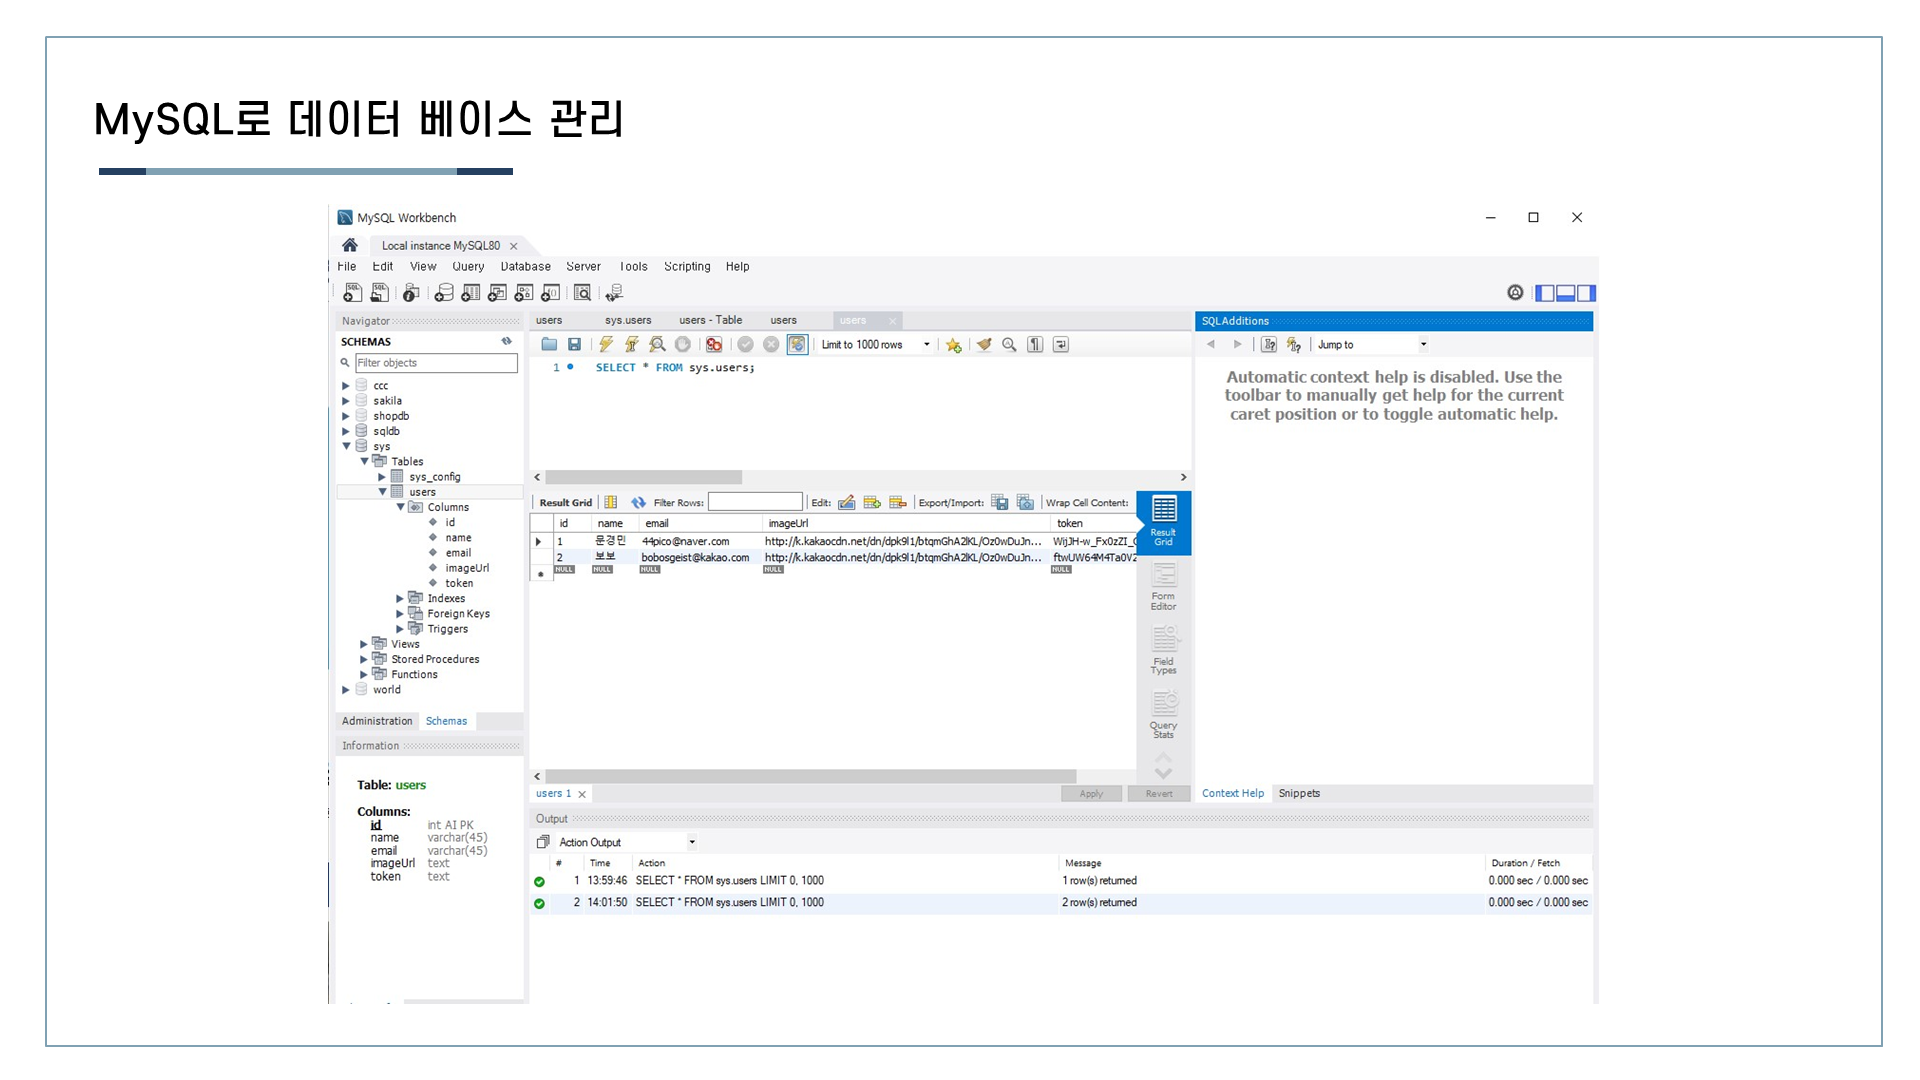 MySQL로 데이터 베이스 관리
MySQL Workbench
Local instance MySQL80
File Edit View Query Database Server Tools Scripting Help
Navigator
SCHEMAS
Filter objects
ccc
sakila
shopdb
sqldb
sys
Tables
sys_config
users
Columns
id
name
email
imageUrl
token
Indexes
Foreign Keys
Triggers
Views
Stored Procedures
Functions
world
Administration Schemas
Information
Table: users
Columns:
id int AI PK
name varchar(45)
email varchar(45)
imageUrl text
token text
users sys.users users - Table users users
Limit to 1000 rows
1 SELECT * FROM sys.users;
Result Grid Filter Rows: Edit: Export/Import: Wrap Cell Content:
id name email imageUrl token
1 문경민 44pico@naver.com http://k.kakaocdn.net/dn/dpk9l1/btqmGhA2lKL/Oz0wDuJn... WijJH-w_Fx0zZI_
2 보보 bobosgeist@kakao.com http://k.kakaocdn.net/dn/dpk9l1/btqmGhA2lKL/Oz0wDuJn... ftwUW64M4Ta0V2
NULL NULL NULL NULL NULL
Result Grid
Form Editor
Field Types
Query Stats
users 1
Apply Revert
SQLAdditions
Jump to
Automatic context help is disabled. Use the
toolbar to manually get help for the current
caret position or to toggle automatic help.
Context Help Snippets
Output
Action Output
# Time Action Message Duration / Fetch
1 13:59:46 SELECT * FROM sys.users LIMIT 0, 1000 1 row(s) returned 0.000 sec / 0.000 sec
2 14:01:50 SELECT * FROM sys.users LIMIT 0, 1000 2 row(s) returned 0.000 sec / 0.000 sec